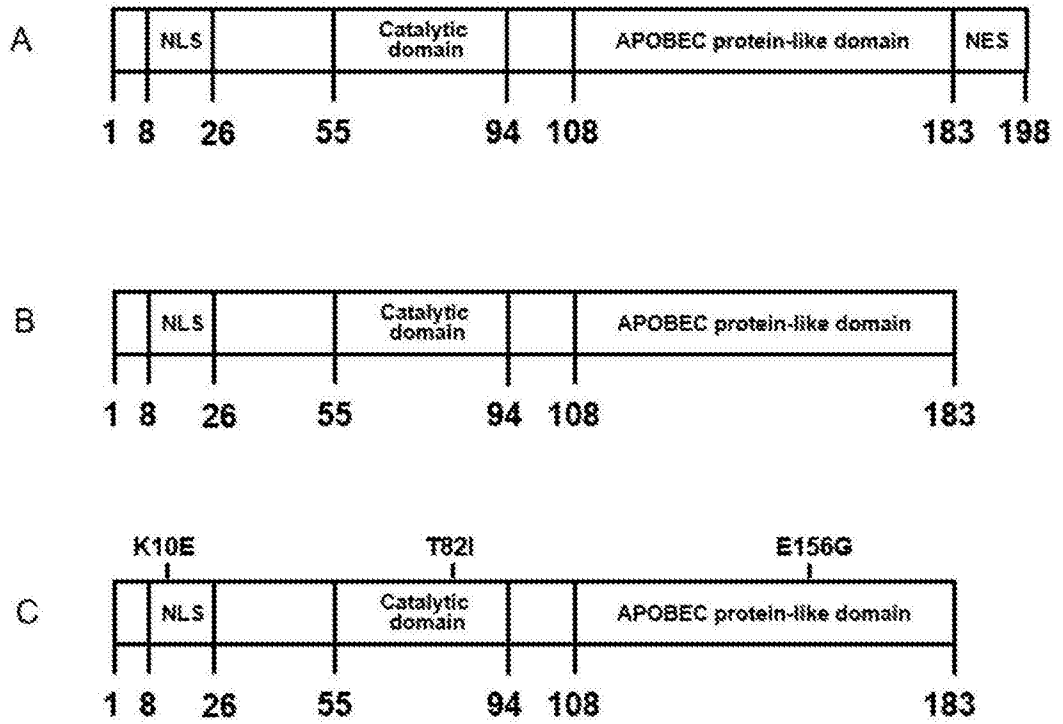 A
NLS
Catalytic
domain
APOBEC protein-like domain
NES
1 8 26 55 94 108 183 198
B
NLS
Catalytic
domain
APOBEC protein-like domain
1 8 26 55 94 108 183
K10E T82I E156G
C
NLS
Catalytic
domain
APOBEC protein-like domain
1 8 26 55 94 108 183